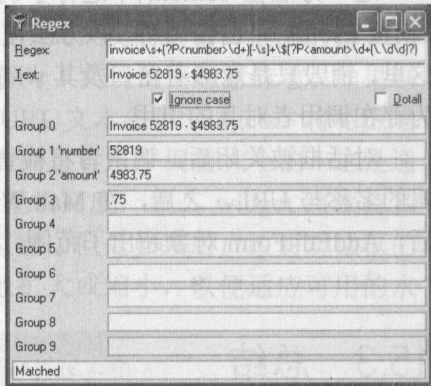 Regex
Regex: invoice\s+(?P<number>\d+)[-\s]+\$(?P<amount>\d+(\.\d\d)?)
Text: Invoice 52819 - $4983.75
Ignore case Dotall
Group 0 Invoice 52819 - $4983.75
Group 1 'number' 52819
Group 2 'amount' 4983.75
Group 3 .75
Group 4
Group 5
Group 6
Group 7
Group 8
Group 9
Matched